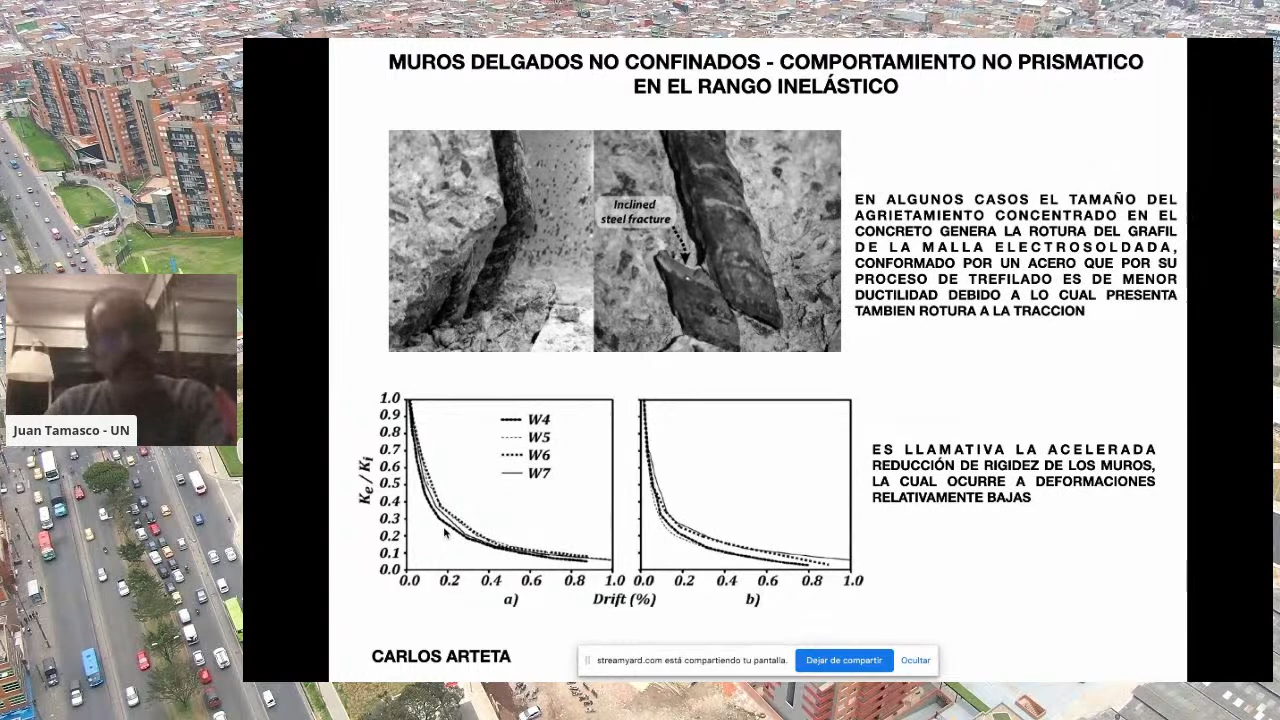 MUROS DELGADOS NO CONFINADOS - COMPORTAMIENTO NO PRISMATICO
EN EL RANGO INELÁSTICO
Inclined
steel fracture
EN ALGUNOS CASOS EL TAMAÑO DEL
AGRIETAMIENTO CONCENTRADO EN EL
CONCRETO GENERA LA ROTURA DEL GRAFIL
DE LA MALLA ELECTROSOLDADA,
CONFORMADO POR UN ACERO QUE POR SU
PROCESO DE TREFILADO ES DE MENOR
DUCTILIDAD DEBIDO A LO CUAL PRESENTA
TAMBIEN ROTURA A LA TRACCION
Juan Tamasco - UN
1.0
0.9
0.8
0.7
0.6
0.5
0.4
0.3
0.2
0.1
0.0
Ke / Ki
W4
W5
W6
W7
0.0 0.2 0.4 0.6 0.8 1.0
0.0 0.2 0.4 0.6 0.8 1.0
a) Drift (%) b)
ES LLAMATIVA LA ACELERADA
REDUCCIÓN DE RIGIDEZ DE LOS MUROS,
LA CUAL OCURRE A DEFORMACIONES
RELATIVAMENTE BAJAS
CARLOS ARTETA
streamyard.com está compartiendo tu pantalla. Dejar de compartir Ocultar